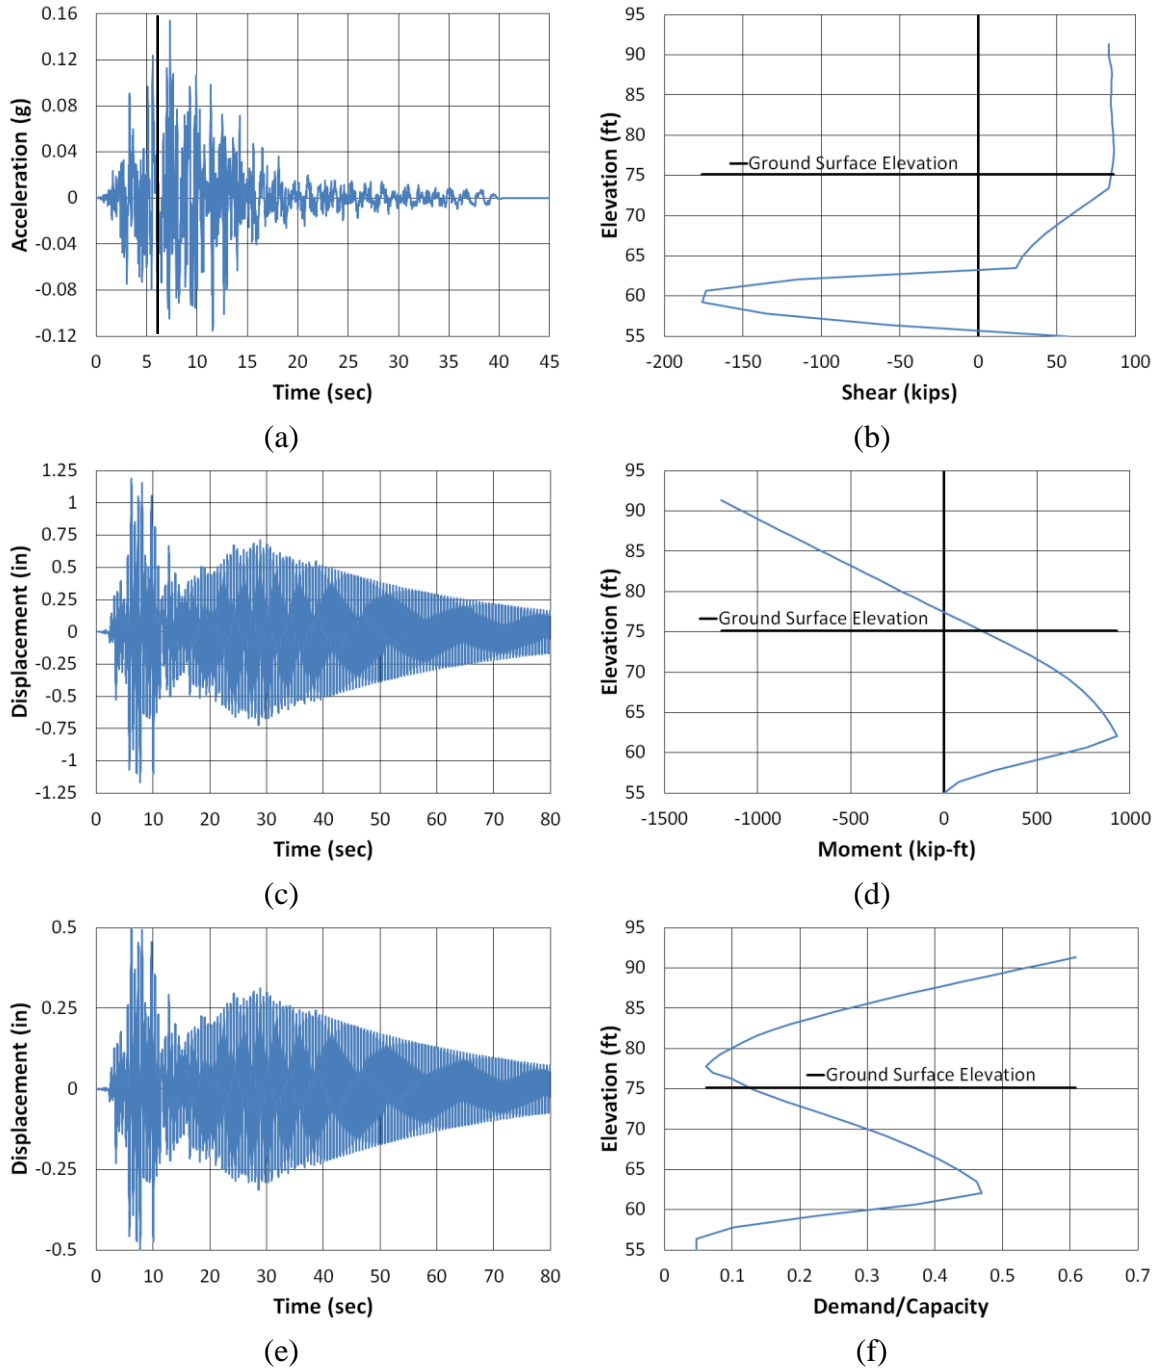 0.16
0.12
0.08
0.04
0
-0.04
-0.08
-0.12
Acceleration (g)
0 5 10 15 20 25 30 35 40 45
Time (sec)
(a)
95
90
85
80
75
70
65
60
55
Elevation (ft)
Ground Surface Elevation
-200 -150 -100 -50 0 50 100
Shear (kips)
(b)
1.25
1
0.75
0.5
0.25
0
-0.25
-0.5
-0.75
-1
-1.25
Displacement (in)
0 10 20 30 40 50 60 70 80
Time (sec)
(c)
95
90
85
80
75
70
65
60
55
Elevation (ft)
Ground Surface Elevation
-1500 -1000 -500 0 500 1000
Moment (kip-ft)
(d)
0.5
0.25
0
-0.25
-0.5
Displacement (in)
0 10 20 30 40 50 60 70 80
Time (sec)
(e)
95
90
85
80
75
70
65
60
55
Elevation (ft)
Ground Surface Elevation
0 0.1 0.2 0.3 0.4 0.5 0.6 0.7
Demand/Capacity
(f)